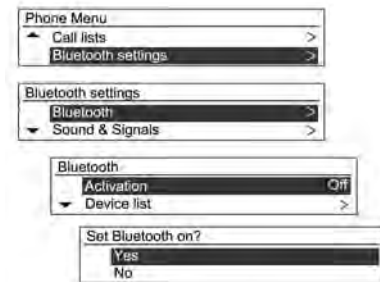 Phone Menu
Call lists >
Bluetooth settings >
Bluetooth settings
Bluetooth >
Sound & Signals >
Bluetooth
Activation Off
Device list >
Set Bluetooth on?
Yes
No